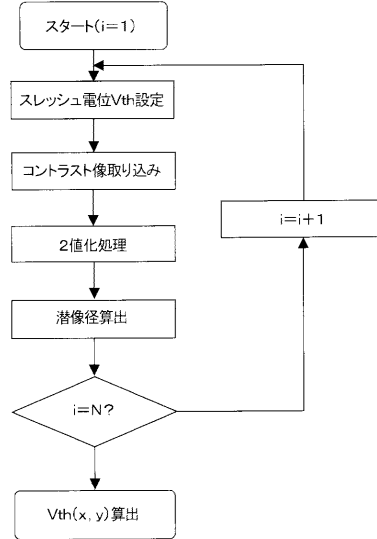 スタート(i=1)
スレッシュ電位Vth設定
コントラスト像取り込み
i=i+1
2値化処理
潜像径算出
i=N?
Vth(x, y)算出